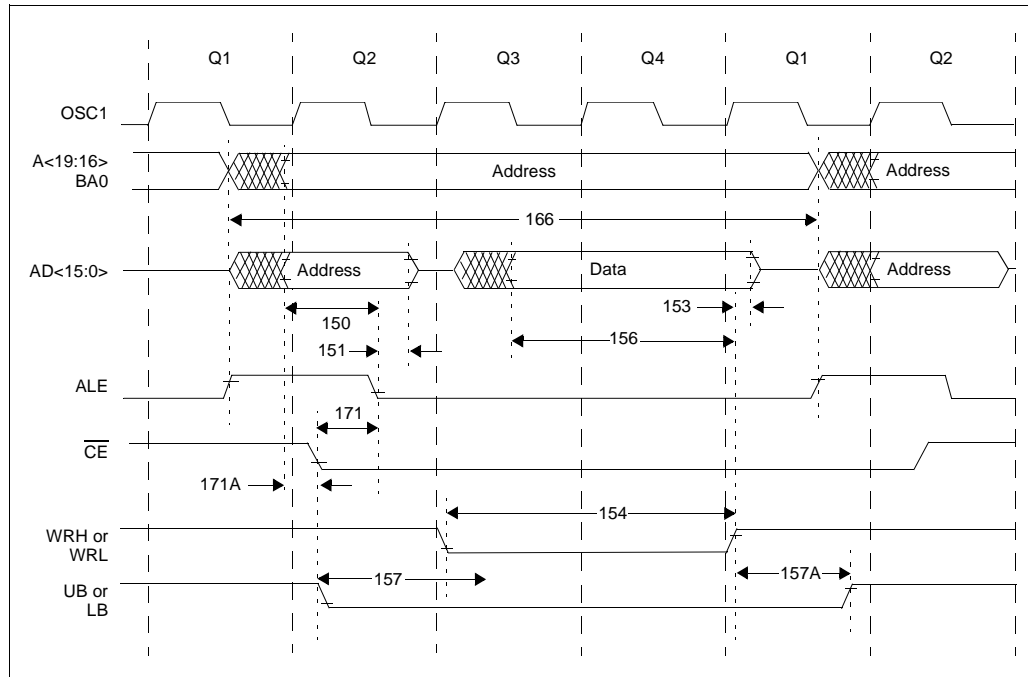 Q1 Q2 Q3 Q4 Q1 Q2
OSC1
A<19:16>
BA0
Address Address
166
AD<15:0>
Address Data Address
150
153
151
156
ALE
171
CE
171A
154
WRH or
WRL
157
157A
UB or
LB